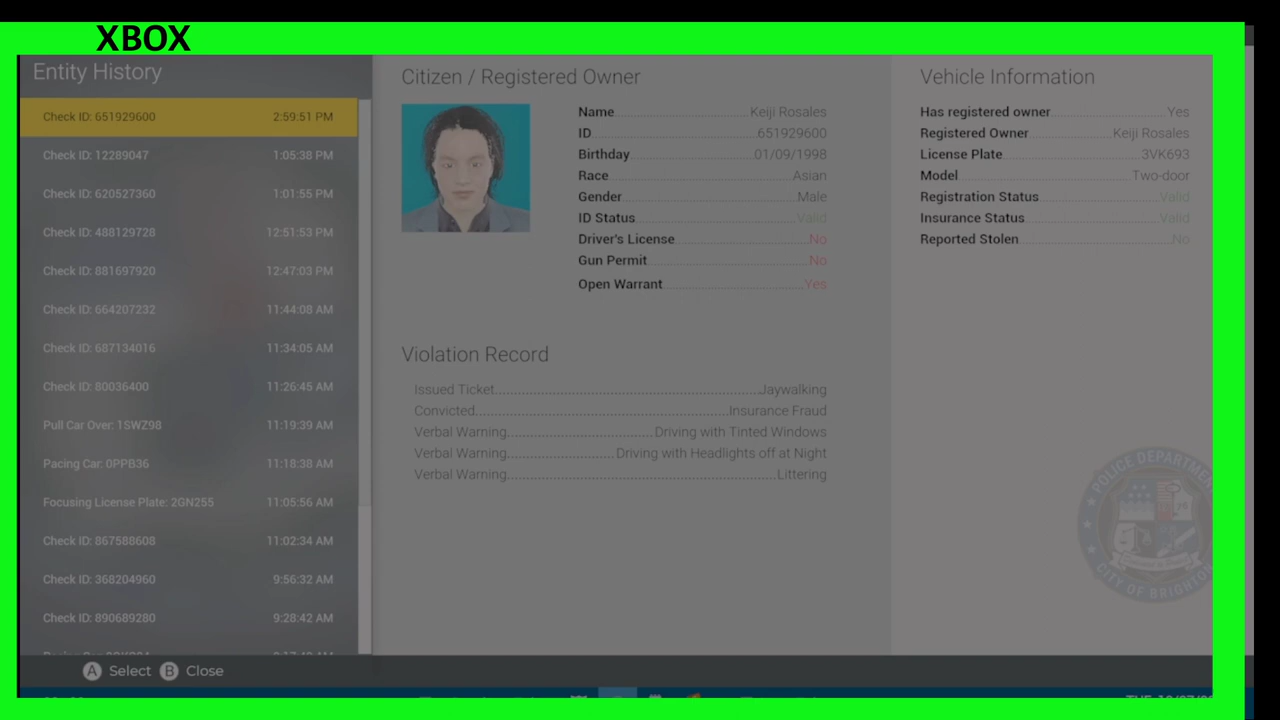 XBOX
Entity History
Check ID: 651929600 2:59:51 PM
Check ID: 12289047 1:05:38 PM
Check ID: 620527360 1:01:55 PM
Check ID: 488129728 12:51:53 PM
Check ID: 881697920 12:47:03 PM
Check ID: 664207232 11:44:08 AM
Check ID: 687134016 11:34:05 AM
Check ID: 80036400 11:26:45 AM
Pull Car Over: 1SWZ98 11:19:39 AM
Pacing Car: 0PPB36 11:18:38 AM
Focusing License Plate: 2GN255 11:05:56 AM
Check ID: 867588608 11:02:34 AM
Check ID: 368204960 9:56:32 AM
Check ID: 890689280 9:28:42 AM
A Select B Close
Citizen / Registered Owner
Name Keiji Rosales
ID 651929600
Birthday 01/09/1998
Race Asian
Gender Male
ID Status Valid
Driver's License No
Gun Permit No
Open Warrant Yes
Violation Record
Issued Ticket Jaywalking
Convicted Insurance Fraud
Verbal Warning Driving with Tinted Windows
Verbal Warning Driving with Headlights off at Night
Verbal Warning Littering
Vehicle Information
Has registered owner Yes
Registered Owner Keiji Rosales
License Plate 3VK693
Model Two-door
Registration Status Valid
Insurance Status Valid
Reported Stolen No
POLICE DEPARTMENT
76
CITY OF BRIGHTON